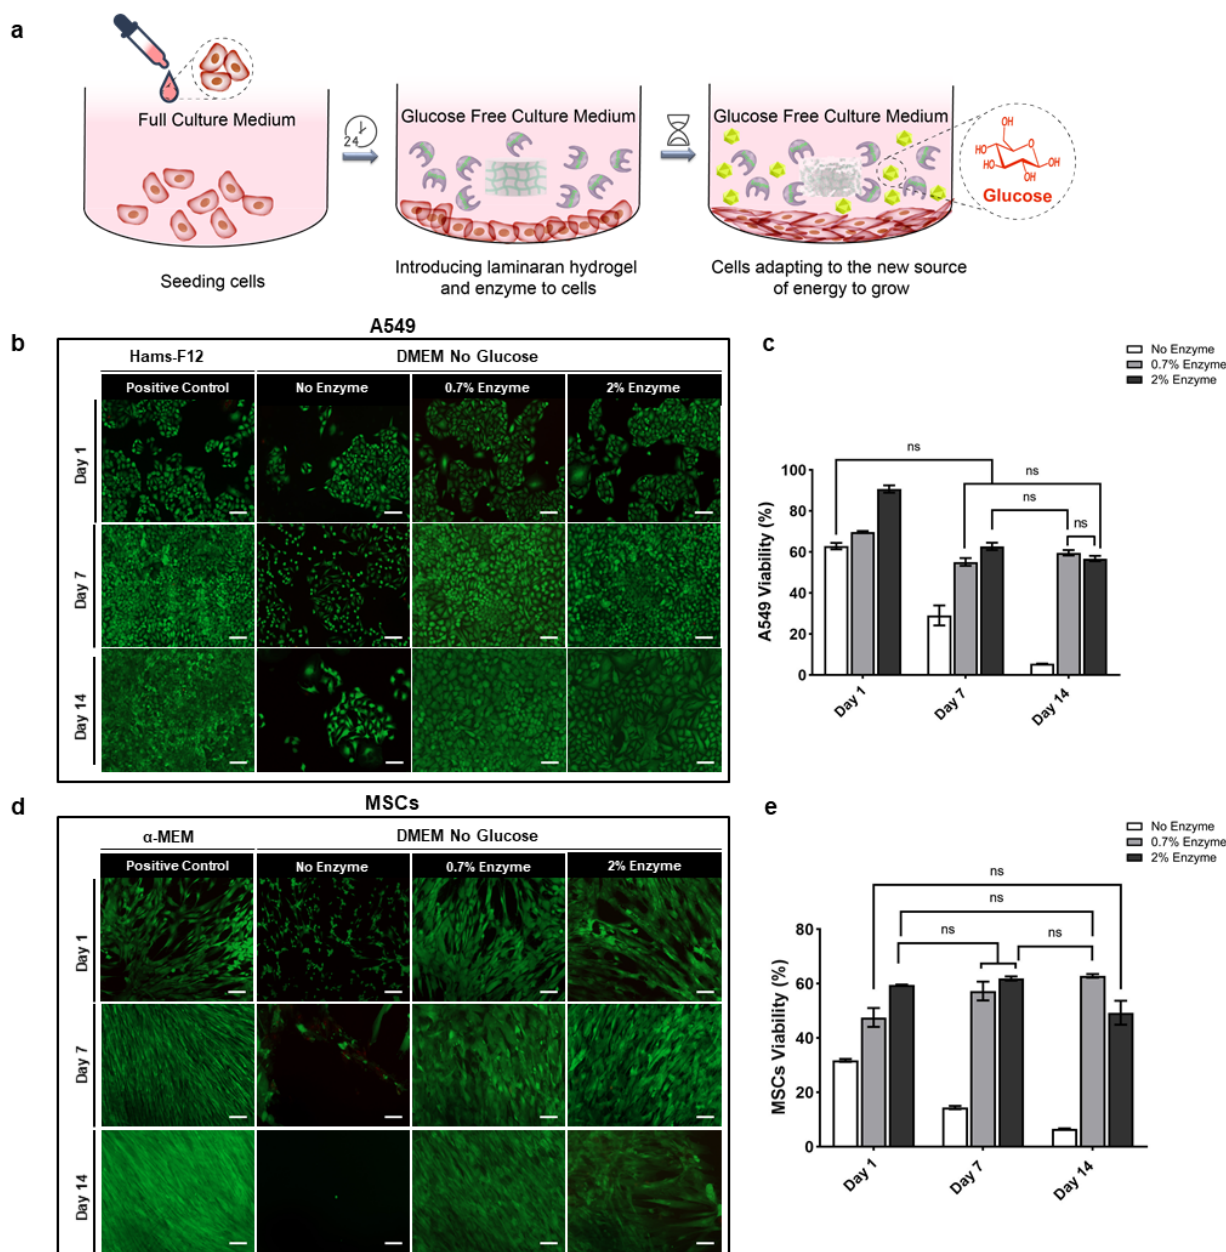 a
Full Culture Medium
24
Glucose Free Culture Medium
Glucose Free Culture Medium
OH
O
HO
HO
OH
OH
Glucose
Seeding cells
Introducing laminaran hydrogel
and enzyme to cells
Cells adapting to the new source
of energy to grow
b
A549
Hams-F12
DMEM No Glucose
Positive Control
No Enzyme
0.7% Enzyme
2% Enzyme
Day 1
Day 7
Day 14
c
No Enzyme
0.7% Enzyme
2% Enzyme
ns
ns
ns
ns
A549 Viability (%)
100
80
60
40
20
0
Day 1
Day 7
Day 14
d
MSCs
α-MEM
DMEM No Glucose
Positive Control
No Enzyme
0.7% Enzyme
2% Enzyme
Day 1
Day 7
Day 14
e
No Enzyme
0.7% Enzyme
2% Enzyme
ns
ns
ns
ns
MSCs Viability (%)
80
60
40
20
0
Day 1
Day 7
Day 14